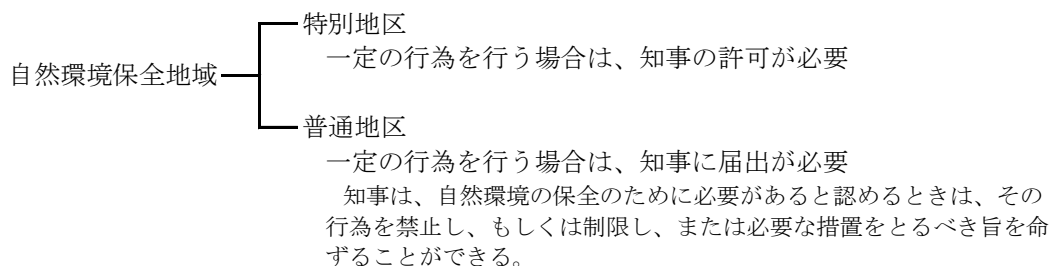 特別地区
一定の行為を行う場合は、知事の許可が必要
自然環境保全地域
普通地区
一定の行為を行う場合は、知事に届出が必要
知事は、自然環境の保全のために必要があると認めるときは、その
行為を禁止し、もしくは制限し、または必要な措置をとるべき旨を命
ずることができる。